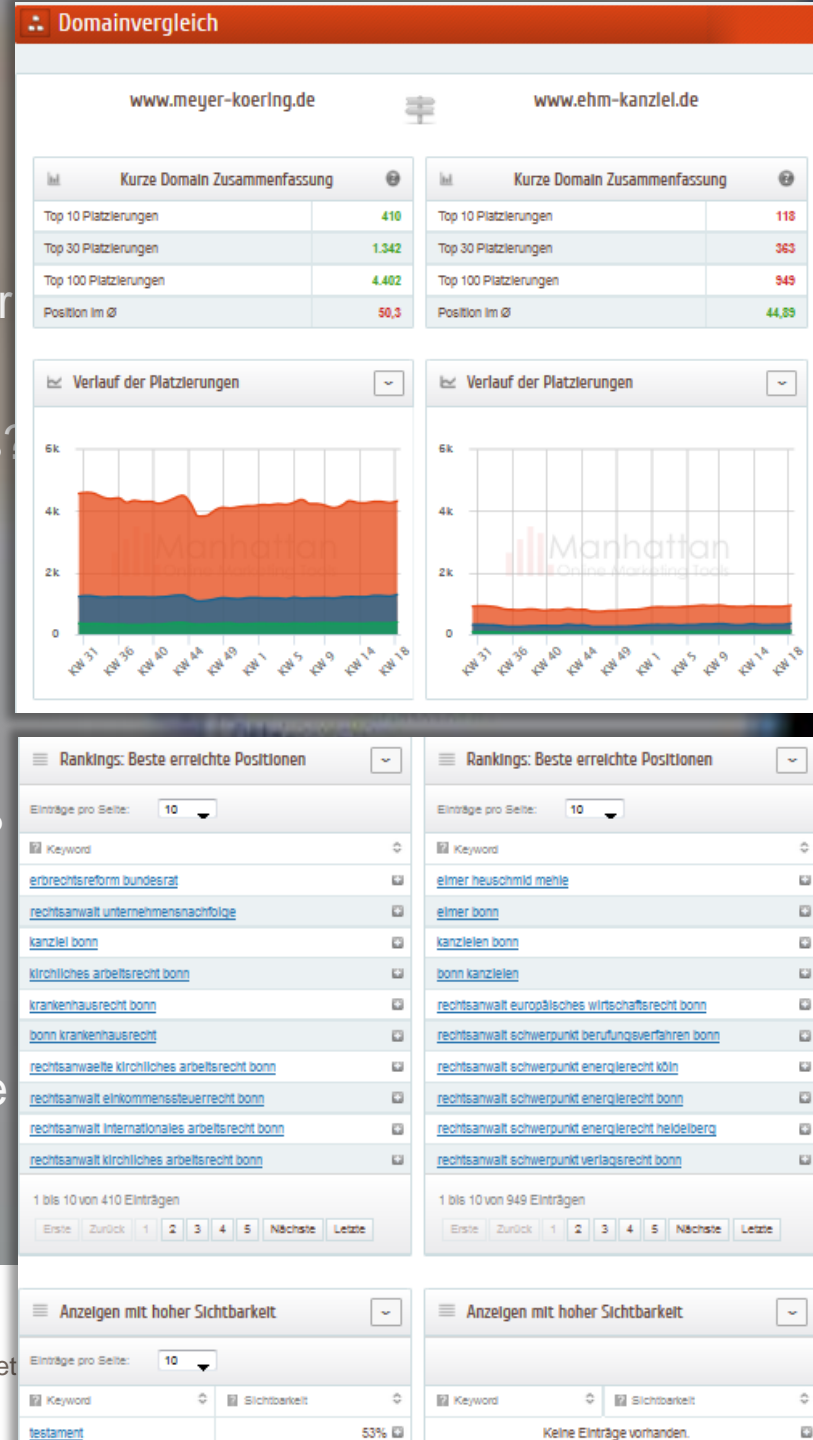 Domainvergleich
www.meyer-koering.de
www.ehm-kanzlei.de
Kurze Domain Zusammenfassung
Top 10 Platzierungen 410
Top 30 Platzierungen 1.342
Top 100 Platzierungen 4.402
Position im Ø 50,3
Kurze Domain Zusammenfassung
Top 10 Platzierungen 118
Top 30 Platzierungen 363
Top 100 Platzierungen 949
Position im Ø 44,89
Verlauf der Platzierungen
6k
4k
2k
0
KW 31 KW 36 KW 40 KW 44 KW 49 KW 1 KW 5 KW 9 KW 14 KW 18
Manhattan
Online Marketing Tools
Verlauf der Platzierungen
6k
4k
2k
0
KW 31 KW 36 KW 40 KW 44 KW 49 KW 1 KW 5 KW 9 KW 14 KW 18
Manhattan
Online Marketing Tools
Rankings: Beste erreichte Positionen
Einträge pro Seite: 10
Keyword
erbrechtsreform bundesrat
rechtsanwalt unternehmensnachfolge
kanzlei bonn
kirchliches arbeitsrecht bonn
krankenhausrecht bonn
bonn krankenhausrecht
rechtsanwaelte kirchliches arbeitsrecht bonn
rechtsanwalt einkommenssteuerrecht bonn
rechtsanwalt internationales arbeitsrecht bonn
rechtsanwalt kirchliches arbeitsrecht bonn
1 bis 10 von 410 Einträgen
Erste Zurück 1 2 3 4 5 Nächste Letzte
Rankings: Beste erreichte Positionen
Einträge pro Seite: 10
Keyword
eimer heuschmid mehle
eimer bonn
kanzleien bonn
bonn kanzleien
rechtsanwalt europäisches wirtschaftsrecht bonn
rechtsanwalt schwerpunkt berufungsverfahren bonn
rechtsanwalt schwerpunkt energierecht köln
rechtsanwalt schwerpunkt energierecht bonn
rechtsanwalt schwerpunkt energierecht heidelberg
rechtsanwalt schwerpunkt verlagsrecht bonn
1 bis 10 von 949 Einträgen
Erste Zurück 1 2 3 4 5 Nächste Letzte
Anzeigen mit hoher Sichtbarkeit
Einträge pro Seite: 10
Keyword Sichtbarkeit
testament 53%
Anzeigen mit hoher Sichtbarkeit
Keyword Sichtbarkeit
Keine Einträge vorhanden.